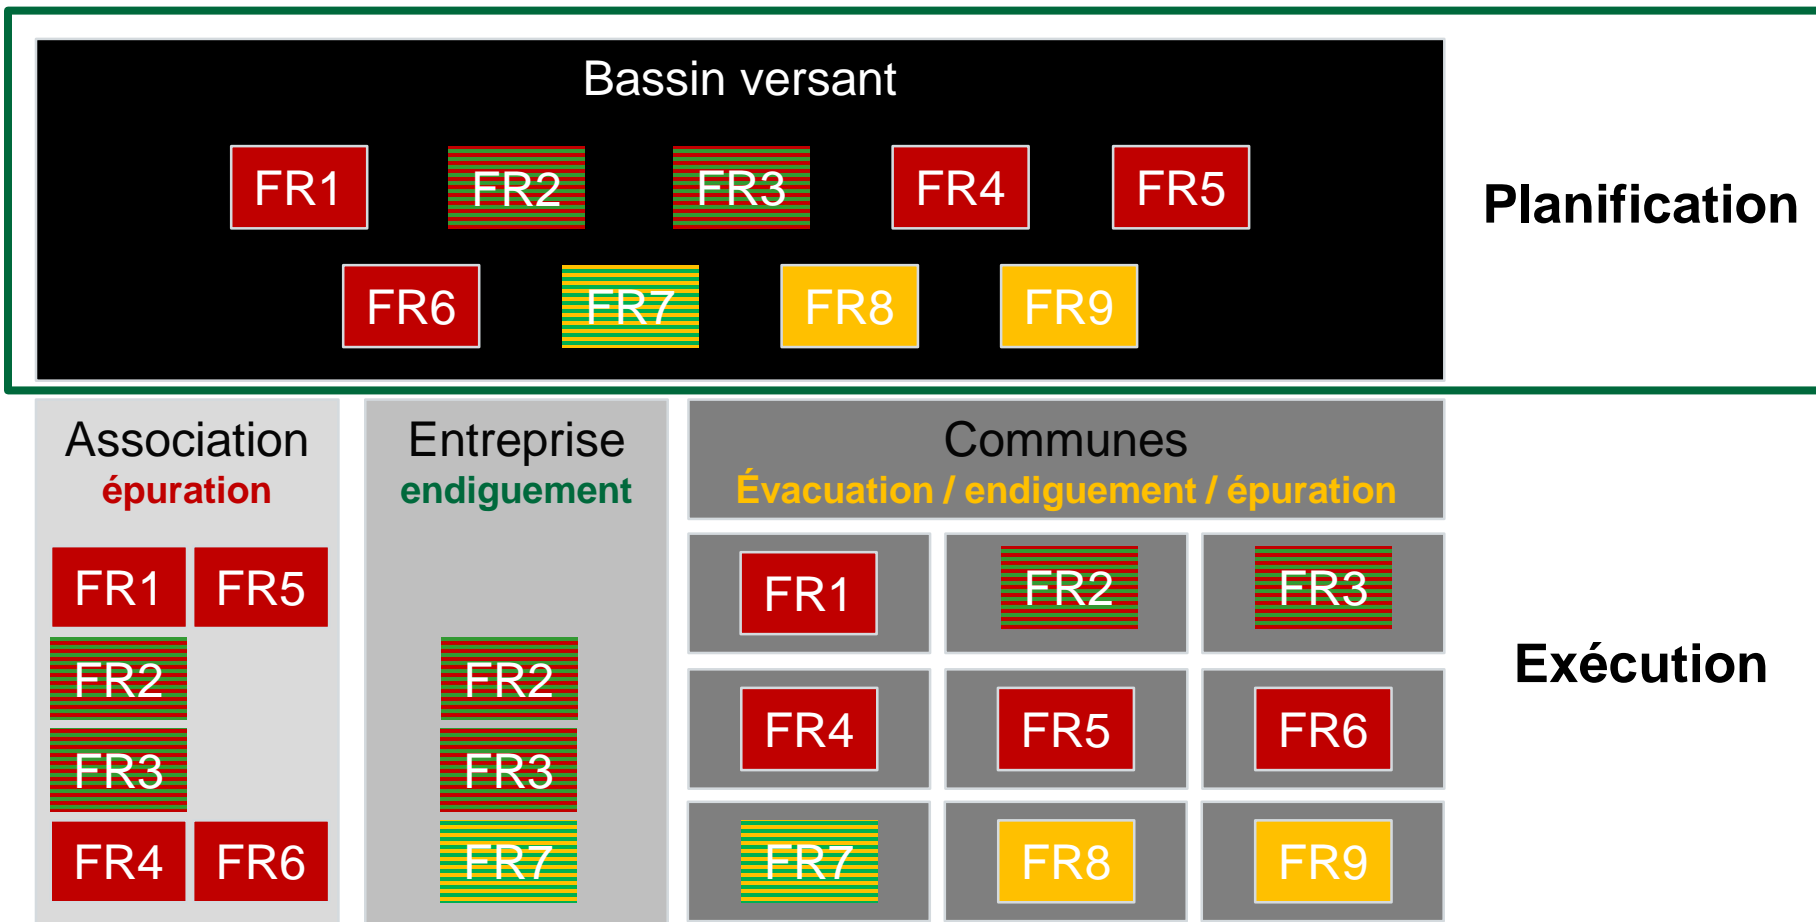 Bassin versant
FR1 FR2 FR3 FR4 FR5
FR6 FR7 FR8 FR9
Planification
Association
épuration
FR1 FR5
FR2
FR3
FR4 FR6
Entreprise
endiguement
FR2
FR3
FR7
Communes
Évacuation / endiguement / épuration
FR1 FR2 FR3
FR4 FR5 FR6
FR7 FR8 FR9
Exécution